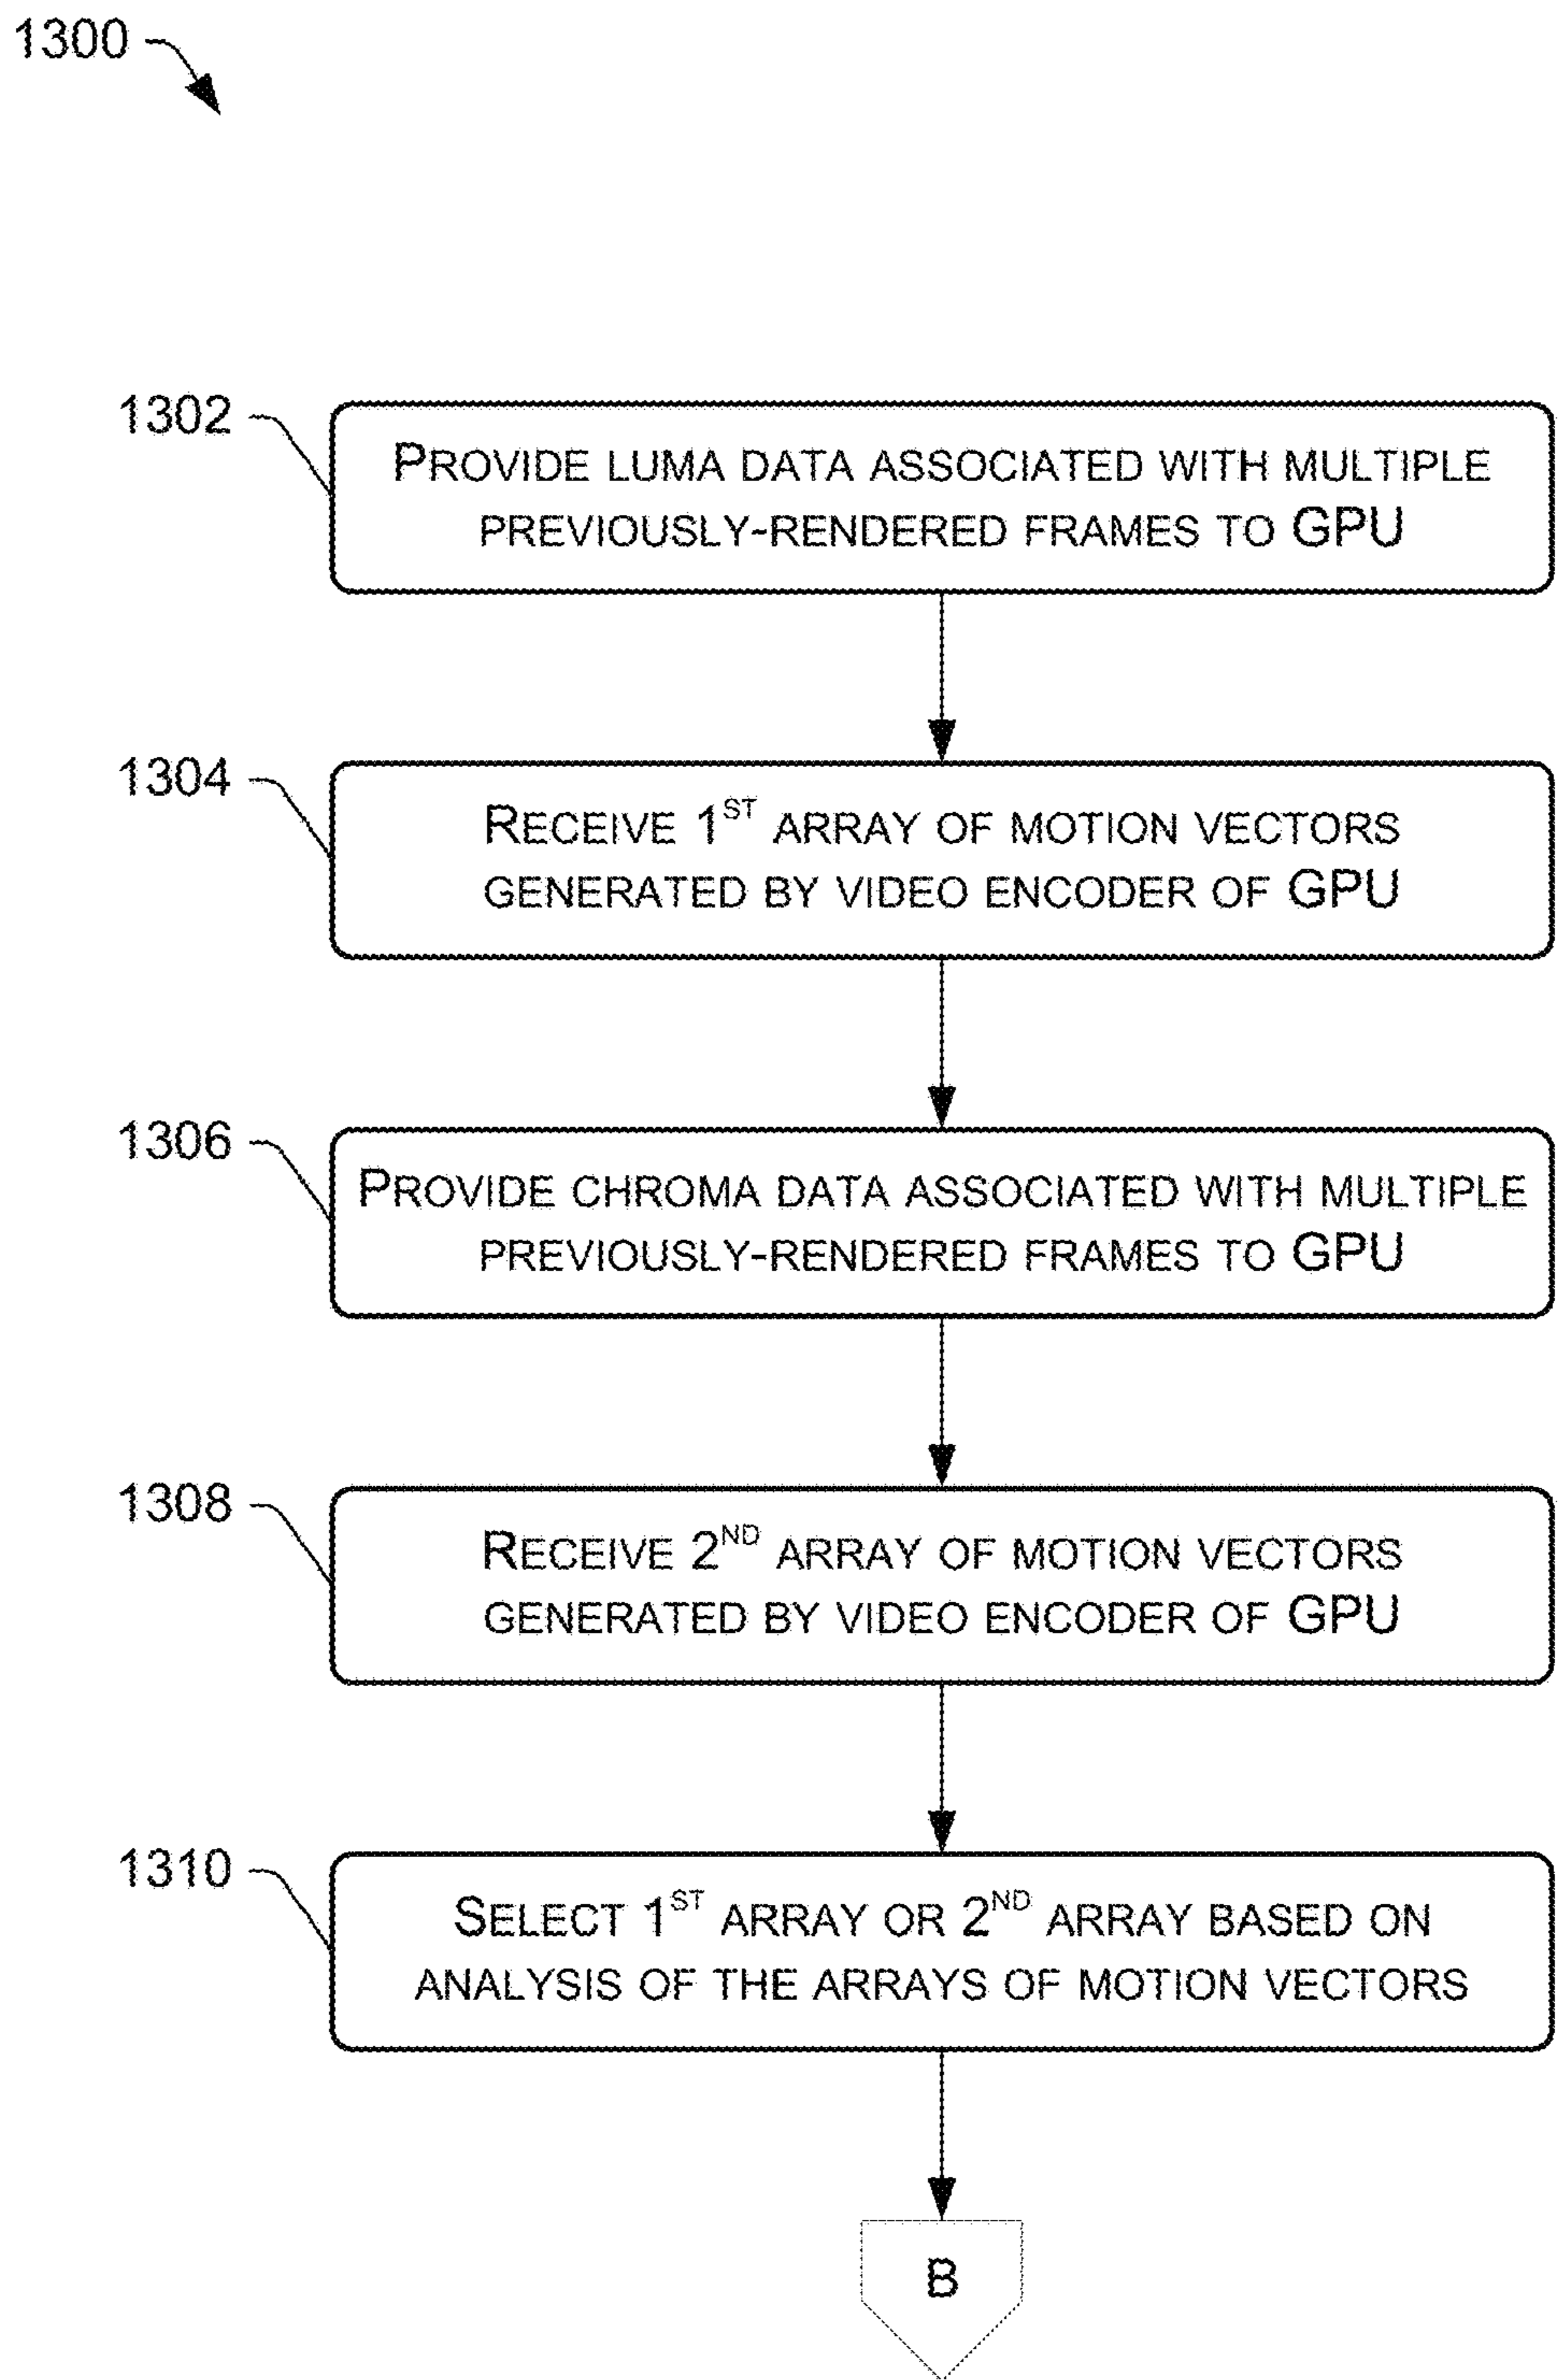 1300
1302
PROVIDE LUMA DATA ASSOCIATED WITH MULTIPLE
PREVIOUSLY-RENDERED FRAMES TO GPU
1304
RECEIVE 1ST ARRAY OF MOTION VECTORS
GENERATED BY VIDEO ENCODER OF GPU
1306
PROVIDE CHROMA DATA ASSOCIATED WITH MULTIPLE
PREVIOUSLY-RENDERED FRAMES TO GPU
1308
RECEIVE 2ND ARRAY OF MOTION VECTORS
GENERATED BY VIDEO ENCODER OF GPU
1310
SELECT 1ST ARRAY OR 2ND ARRAY BASED ON
ANALYSIS OF THE ARRAYS OF MOTION VECTORS
B